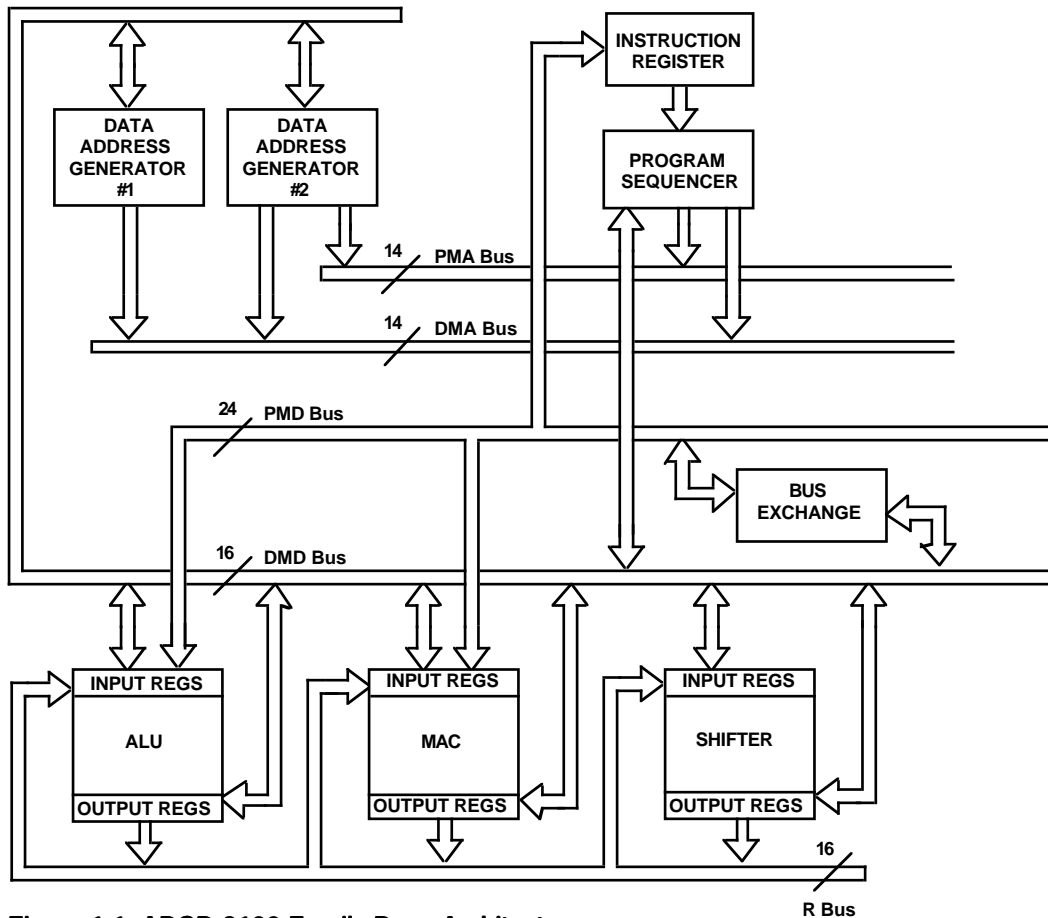 INSTRUCTION
REGISTER
DATA
ADDRESS
GENERATOR
#1
DATA
ADDRESS
GENERATOR
#2
PROGRAM
SEQUENCER
14
PMA Bus
14
DMA Bus
24
PMD Bus
BUS
EXCHANGE
16
DMD Bus
INPUT REGS
ALU
OUTPUT REGS
INPUT REGS
MAC
OUTPUT REGS
INPUT REGS
SHIFTER
OUTPUT REGS
16
R Bus